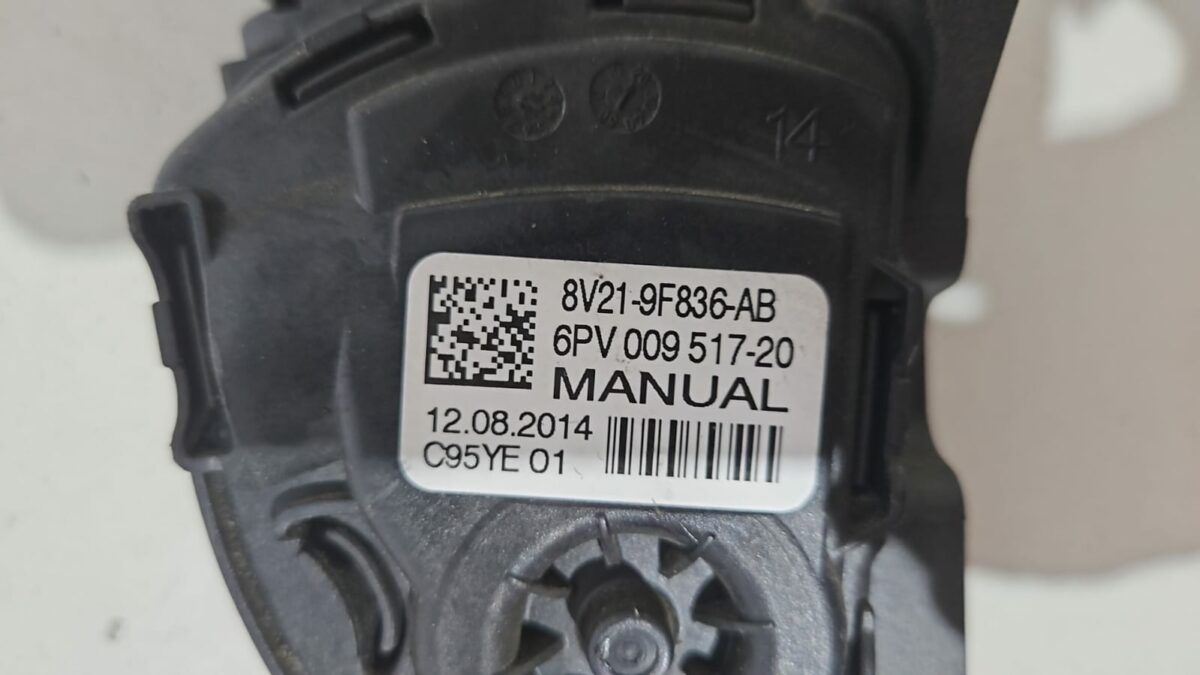 14
8V21-9F836-AB
6PV 009 517-20
MANUAL
12.08.2014
C95YE 01